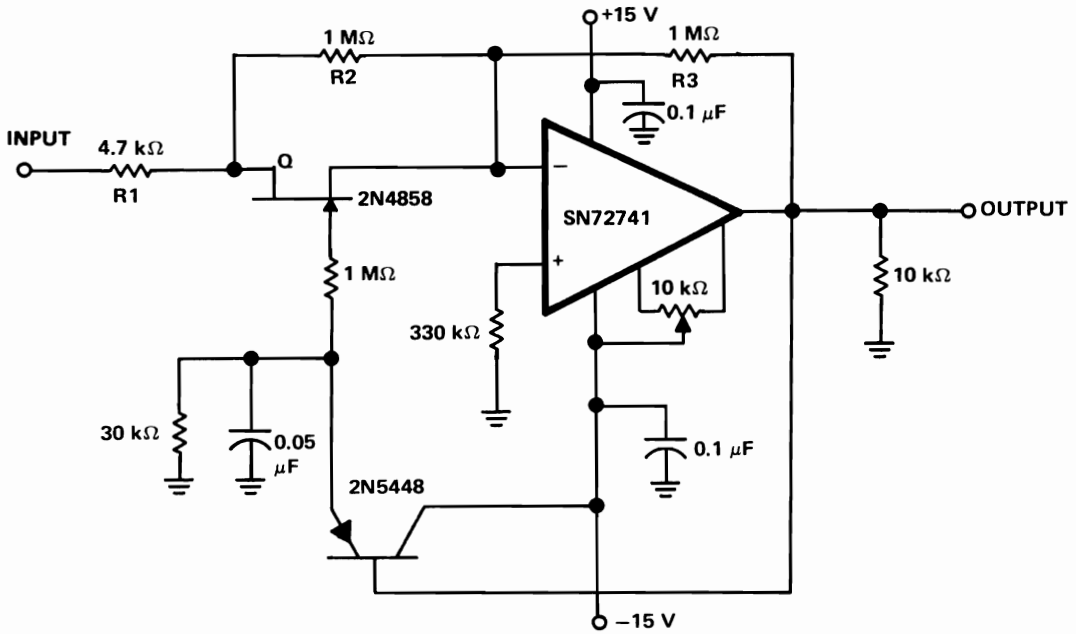 +15 V
1 MΩ
R2
1 MΩ
R3
0.1 μF
INPUT
4.7 kΩ
R1
Q
2N4858
−
SN72741
+
OUTPUT
1 MΩ
10 kΩ
10 kΩ
330 kΩ
30 kΩ
0.05
μF
0.1 μF
2N5448
−15 V